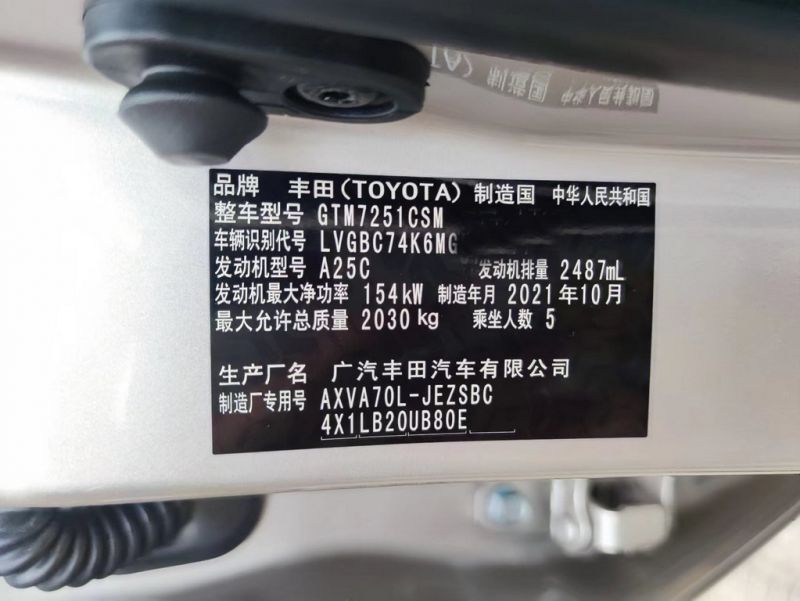 品牌 丰田(TOYOTA) 制造国 中华人民共和国
整车型号 GTM7251CSM
车辆识别代号 LVGBC74K6MG
发动机型号 A25C 发动机排量 2487mL
发动机最大净功率 154kW 制造年月 2021年10月
最大允许总质量 2030kg 乘坐人数 5
生产厂名 广汽丰田汽车有限公司
制造厂专用号 AXVA70L-JEZSBC
4X1LB20UB80E